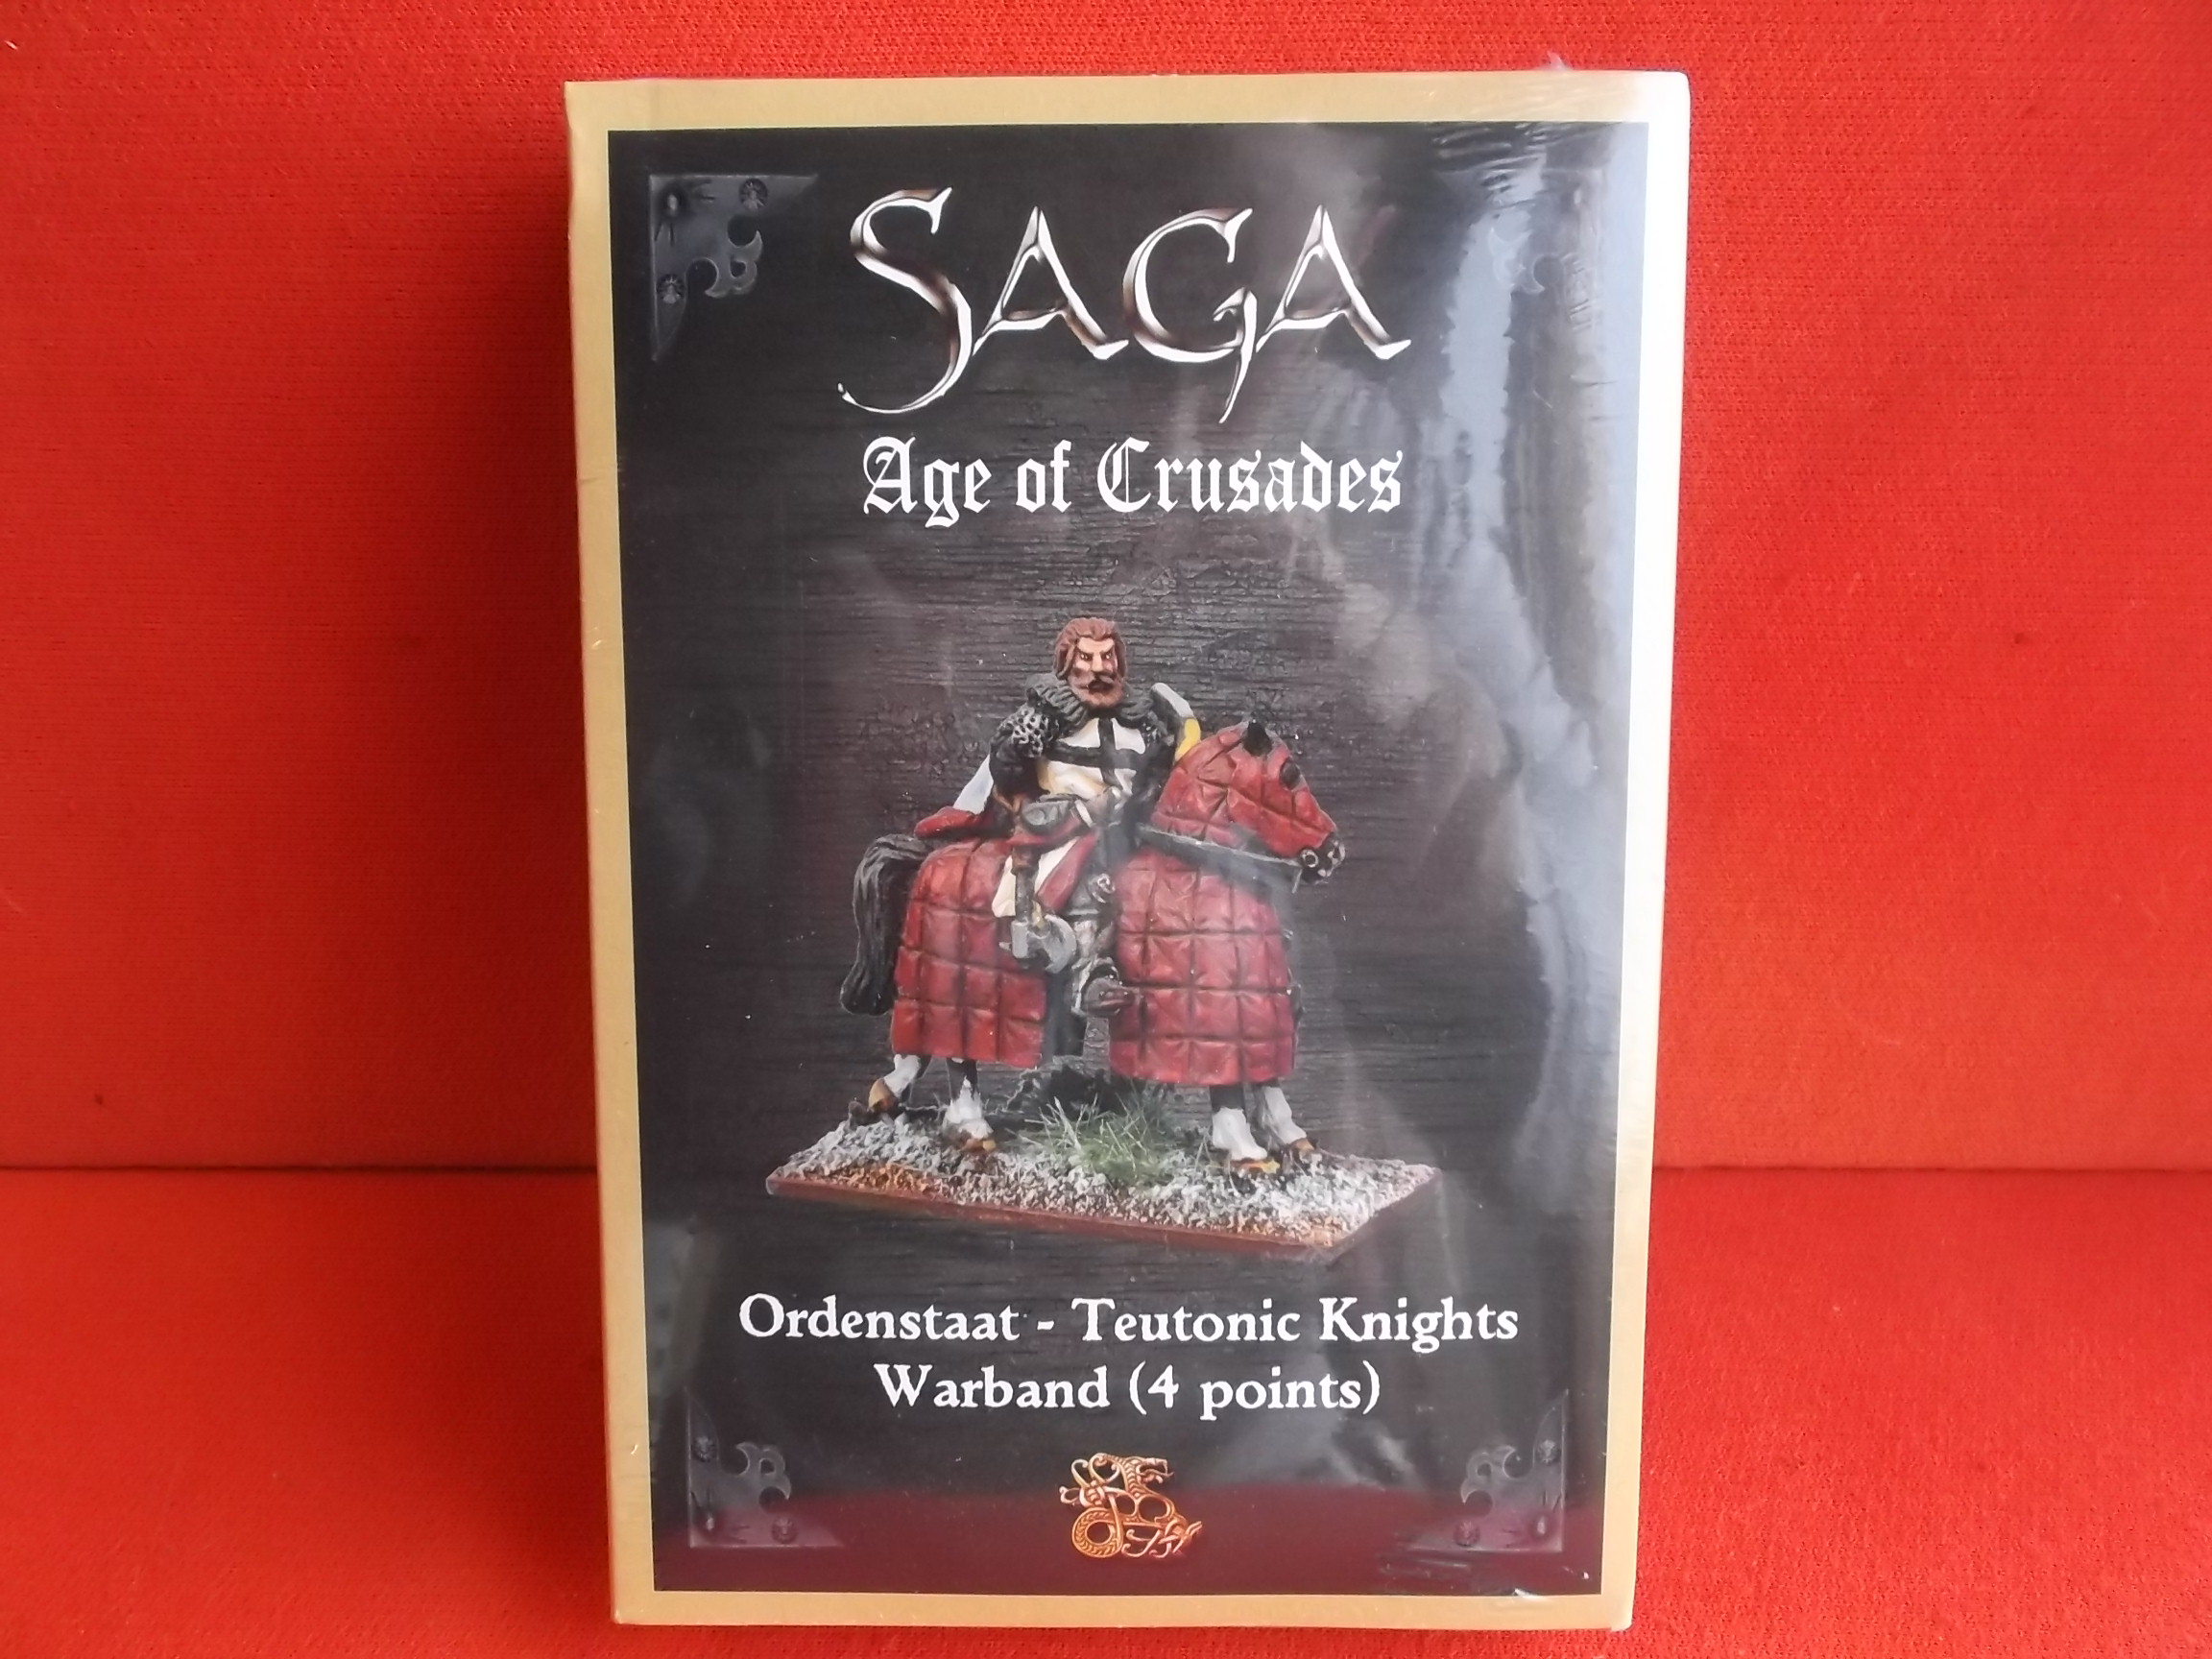 SAGA
Age of Crusades
Ordenstaat - Teutonic Knights
Warband (4 points)